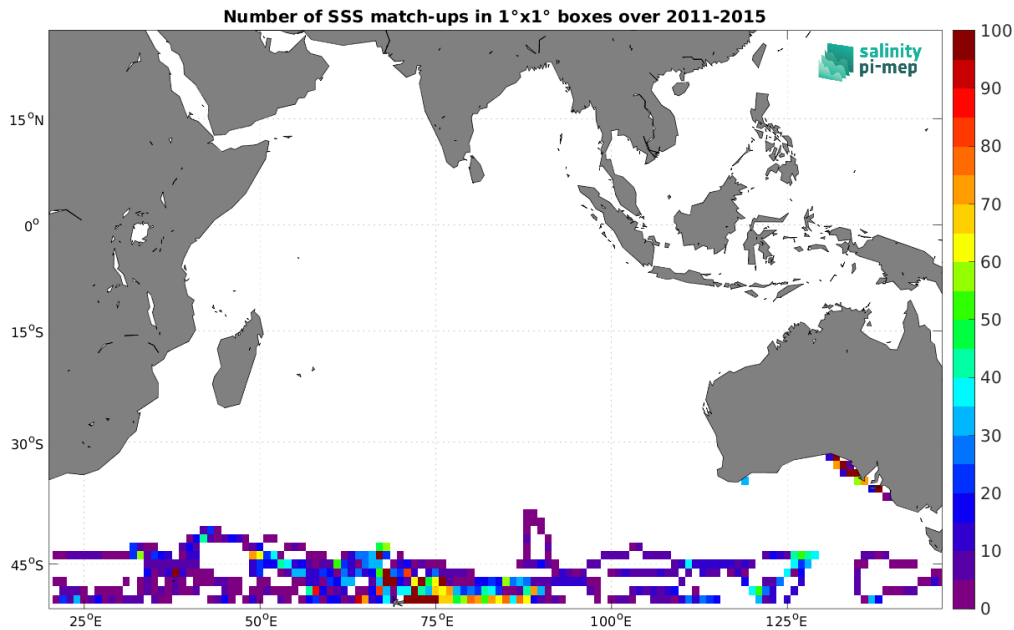 Number of SSS match-ups in 1°x1° boxes over 2011-2015
salinity
pi-mep
100
90
80
70
60
50
40
30
20
10
0
15°N
0°
15°S
30°S
45°S
25°E
50°E
75°E
100°E
125°E